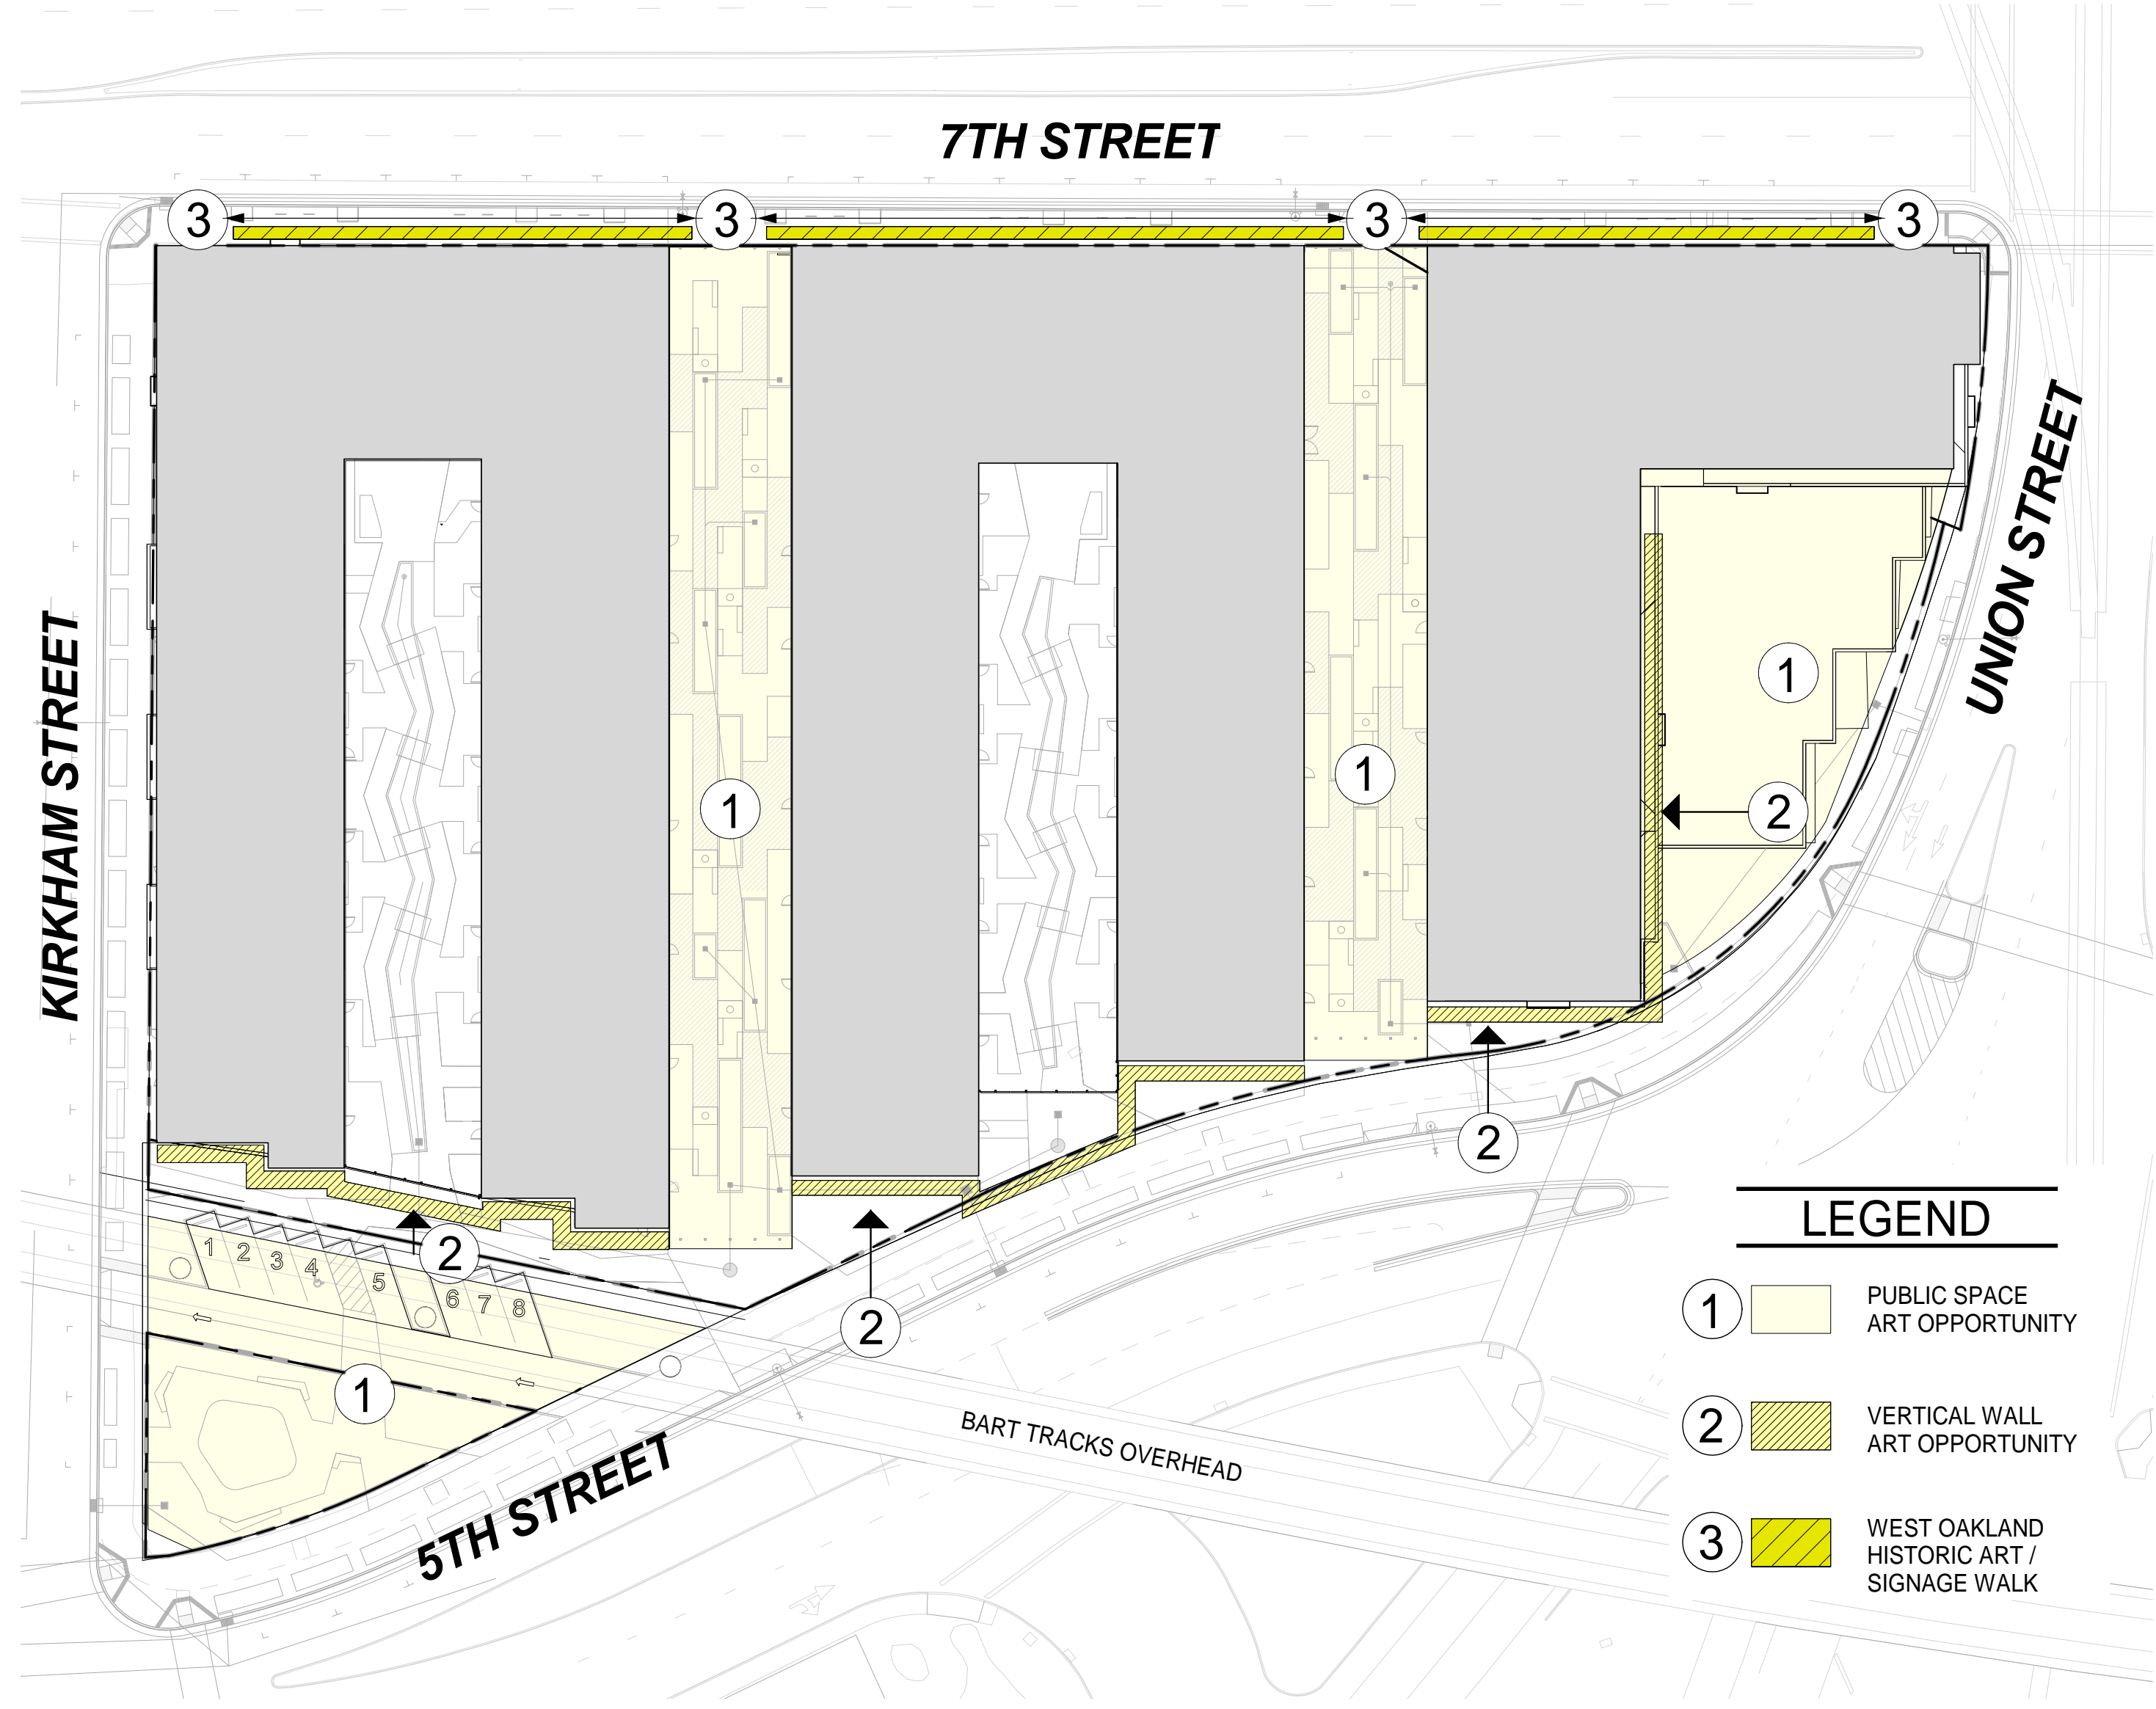 7TH STREET
3
3
3
3
KIRKHAM STREET
UNION STREET
1
1
1
2
2
2
2
1 2 3 4 5 6 7 8
1
5TH STREET
BART TRACKS OVERHEAD
LEGEND
1
PUBLIC SPACE
ART OPPORTUNITY
2
VERTICAL WALL
ART OPPORTUNITY
3
WEST OAKLAND
HISTORIC ART /
SIGNAGE WALK